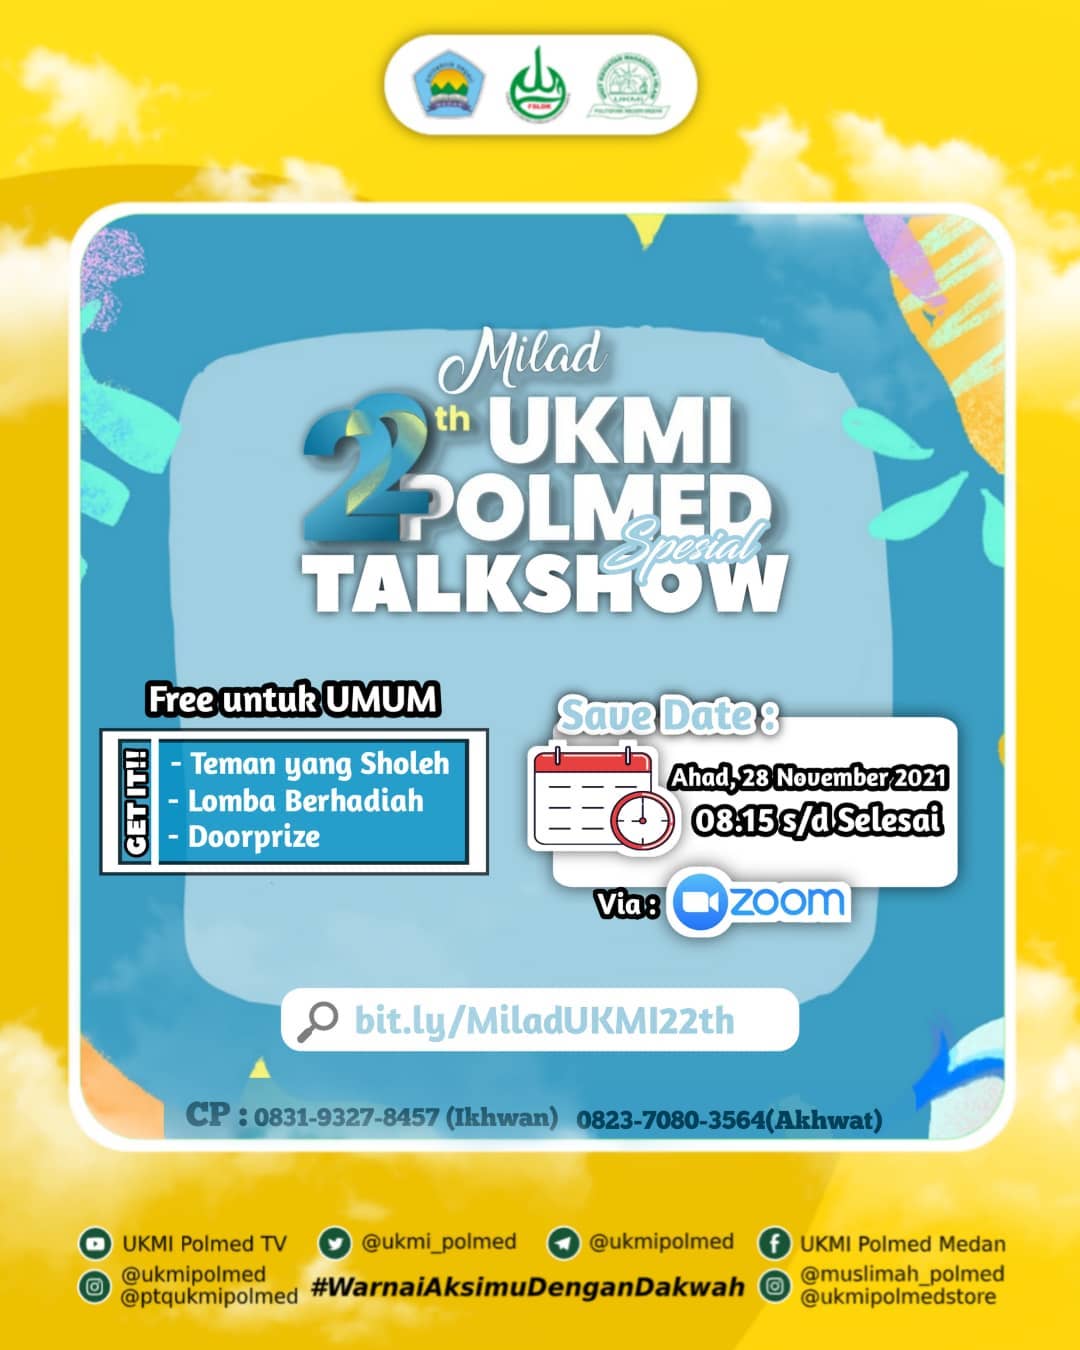 FSLDK
Milad
22th UKMI
POLMED
Spesial
TALKSHOW
Free untuk UMUM
GET IT!!
- Teman yang Sholeh
- Lomba Berhadiah
- Doorprize
Save Date :
Ahad, 28 November 2021
08.15 s/d Selesai
Via : zoom
bit.ly/MiladUKMI22th
CP : 0831-9327-8457 (Ikhwan) 0823-7080-3564(Akhwat)
UKMI Polmed TV @ukmi_polmed @ukmipolmed UKMI Polmed Medan
@ukmipolmed
@ptqukmipolmed
#WarnaiAksimuDenganDakwah
@muslimah_polmed
@ukmipolmedstore